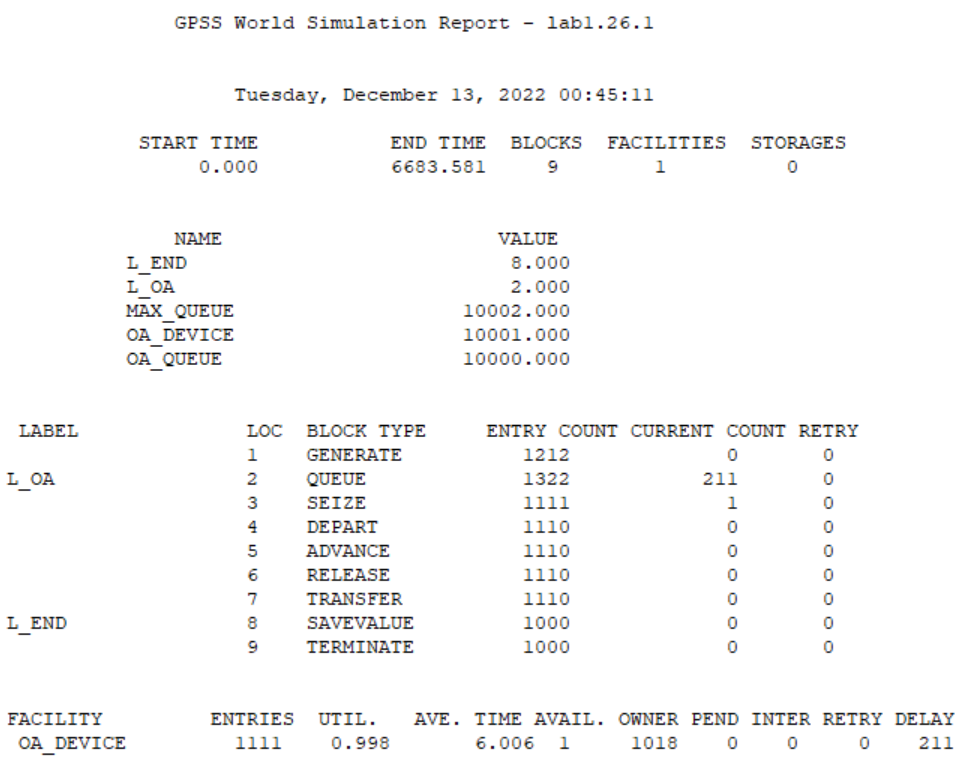 GPSS World Simulation Report - lab1.26.1
Tuesday, December 13, 2022 00:45:11
START TIME END TIME BLOCKS FACILITIES STORAGES
0.000 6683.581 9 1 0
NAME VALUE
L_END 8.000
L_OA 2.000
MAX_QUEUE 10002.000
OA_DEVICE 10001.000
OA_QUEUE 10000.000
LABEL LOC BLOCK TYPE ENTRY COUNT CURRENT COUNT RETRY
1 GENERATE 1212 0 0
L_OA 2 QUEUE 1322 211 0
3 SEIZE 1111 1 0
4 DEPART 1110 0 0
5 ADVANCE 1110 0 0
6 RELEASE 1110 0 0
7 TRANSFER 1110 0 0
L_END 8 SAVEVALUE 1000 0 0
9 TERMINATE 1000 0 0
FACILITY ENTRIES UTIL. AVE. TIME AVAIL. OWNER PEND INTER RETRY DELAY
OA_DEVICE 1111 0.998 6.006 1 1018 0 0 0 211